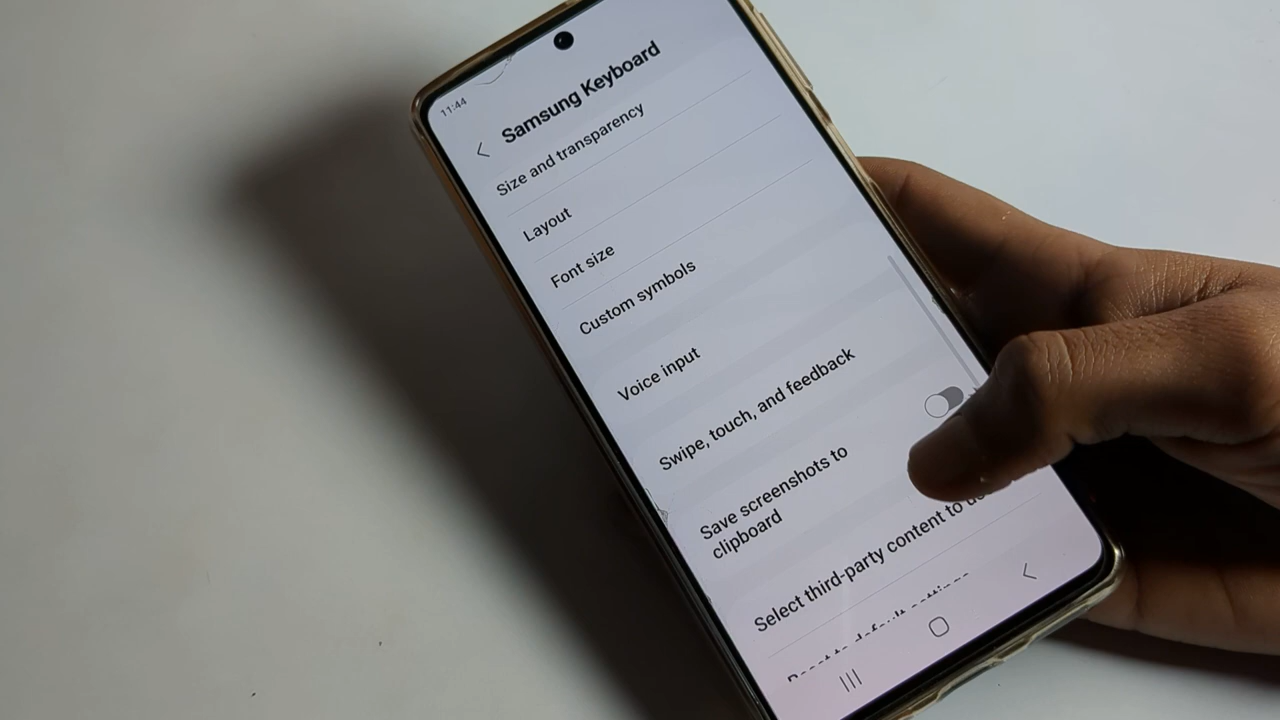 11:44
Samsung Keyboard
Size and transparency
Layout
Font size
Custom symbols
Voice input
Swipe, touch, and feedback
Save screenshots to
clipboard
Select third-party content to